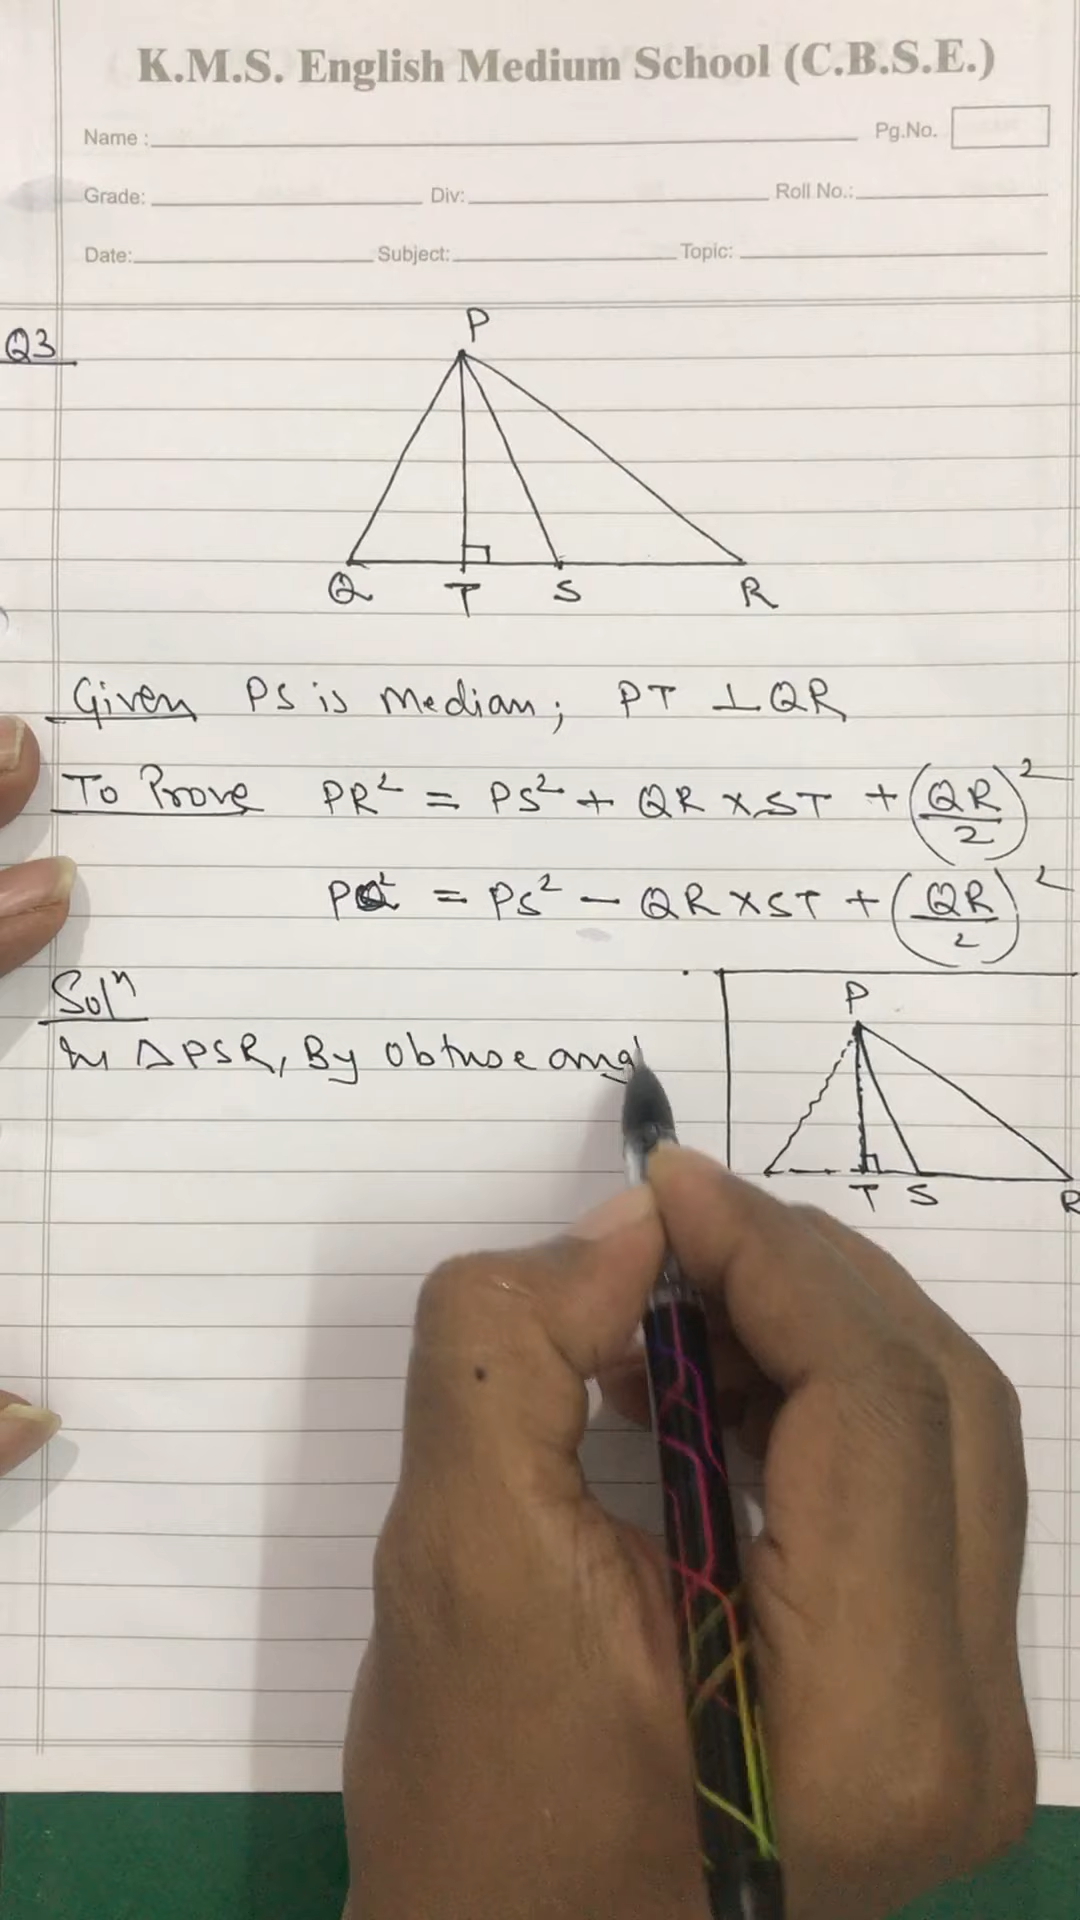 K.M.S. English Medium School (C.B.S.E.)
Name : Pg.No.
Grade: Div: Roll No.:
Date: Subject: Topic:
Q3
P
Q T S R
Given PS is Median; PT ⊥ QR
To Prove PR² = PS² + QR × ST + (QR/2)²
PQ² = PS² − QR × ST + (QR/2)²
Solⁿ
P
In △PSR, By Obtuse ang
T S R